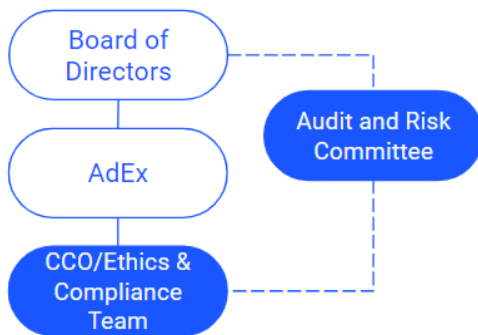 Board of
Directors
Audit and Risk
Committee
AdEx
CCO/Ethics &
Compliance
Team